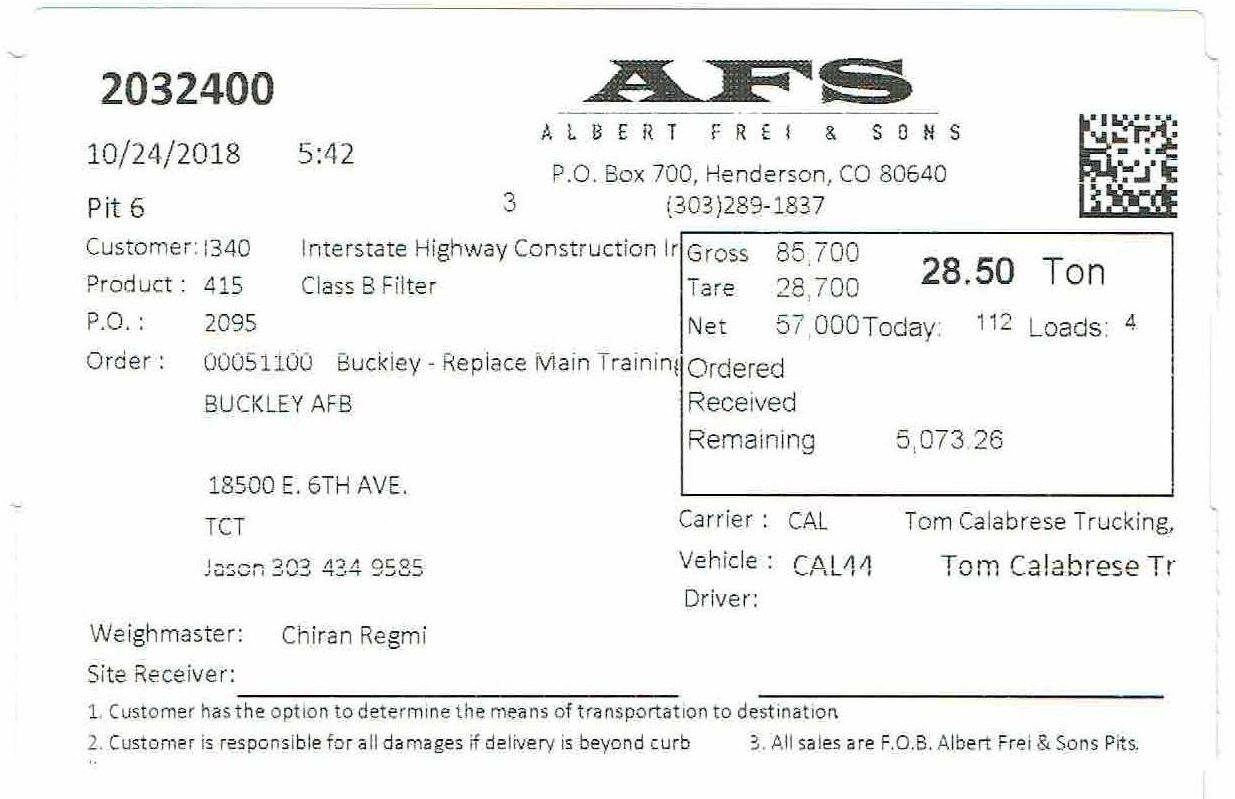 2032400
AFS
ALBERT FREI & SONS
10/24/2018 5:42
P.O. Box 700, Henderson, CO 80640
Pit 6 3 (303)289-1837
Customer: I340 Interstate Highway Construction Ir
Product : 415 Class B Filter
P.O. : 2095
Order : 00051100 Buckley - Replace Main Training
BUCKLEY AFB
18500 E. 6TH AVE.
TCT
Jason 303 434 9585
Gross 85,700 28.50 Ton
Tare 28,700
Net 57,000 Today: 112 Loads: 4
Ordered
Received
Remaining 5,073.26
Carrier : CAL Tom Calabrese Trucking,
Vehicle : CAL44 Tom Calabrese Tr
Driver:
Weighmaster: Chiran Regmi
Site Receiver:
1. Customer has the option to determine the means of transportation to destination
2. Customer is responsible for all damages if delivery is beyond curb 3. All sales are F.O.B. Albert Frei & Sons Pits.